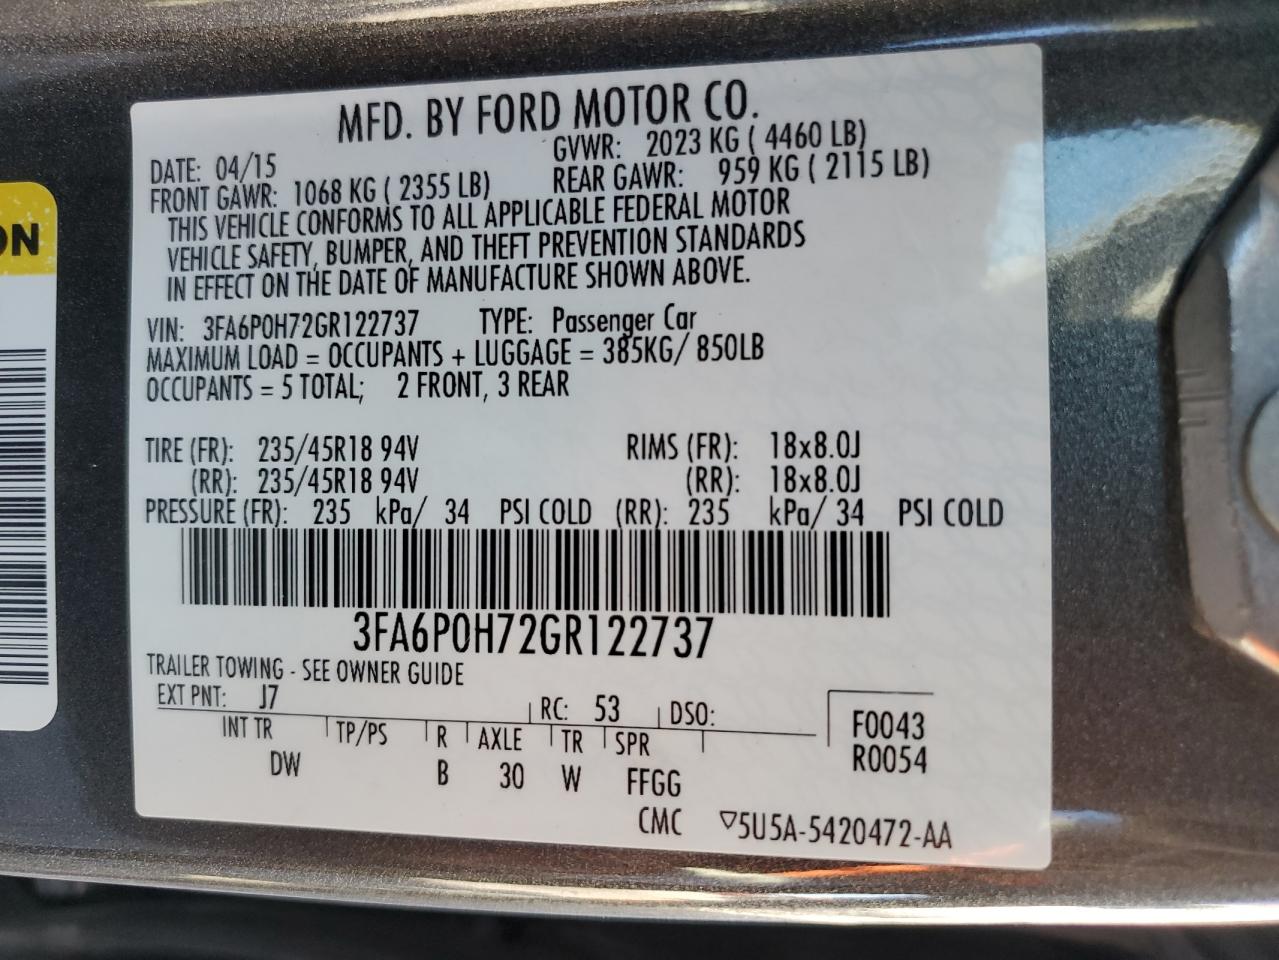 MFD. BY FORD MOTOR CO.
DATE: 04/15 GVWR: 2023 KG ( 4460 LB)
FRONT GAWR: 1068 KG ( 2355 LB) REAR GAWR: 959 KG ( 2115 LB)
THIS VEHICLE CONFORMS TO ALL APPLICABLE FEDERAL MOTOR
VEHICLE SAFETY, BUMPER, AND THEFT PREVENTION STANDARDS
IN EFFECT ON THE DATE OF MANUFACTURE SHOWN ABOVE.
VIN: 3FA6P0H72GR122737 TYPE: Passenger Car
MAXIMUM LOAD = OCCUPANTS + LUGGAGE = 385KG/ 850LB
OCCUPANTS = 5 TOTAL; 2 FRONT, 3 REAR
TIRE (FR): 235/45R18 94V RIMS (FR): 18x8.0J
(RR): 235/45R18 94V (RR): 18x8.0J
PRESSURE (FR): 235 kPa/ 34 PSI COLD (RR): 235 kPa/ 34 PSI COLD
3FA6P0H72GR122737
TRAILER TOWING - SEE OWNER GUIDE
EXT PNT: J7 RC: 53 DSO:
INT TR TP/PS R AXLE TR SPR F0043
DW B 30 W FFGG R0054
CMC ▽5U5A-5420472-AA
ON